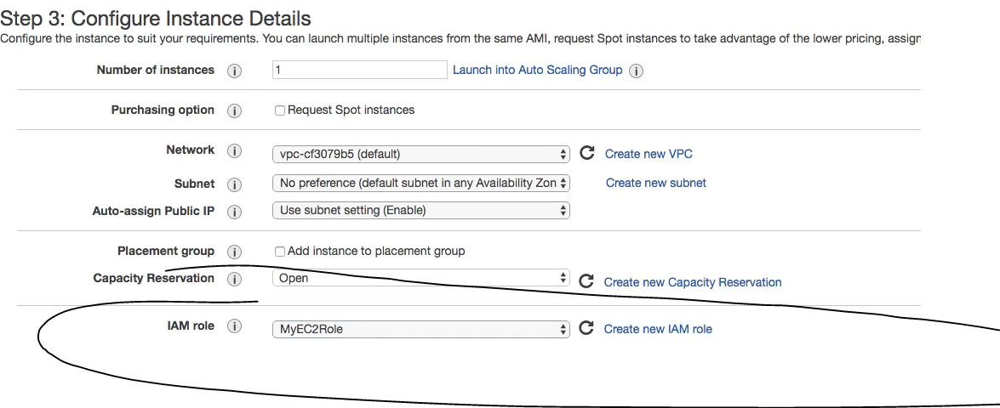 Step 3: Configure Instance Details
Configure the instance to suit your requirements. You can launch multiple instances from the same AMI, request Spot instances to take advantage of the lower pricing, assign
Number of instances i 1 Launch into Auto Scaling Group i
Purchasing option i Request Spot instances
Network i vpc-cf3079b5 (default) Create new VPC
Subnet i No preference (default subnet in any Availability Zon Create new subnet
Auto-assign Public IP i Use subnet setting (Enable)
Placement group i Add instance to placement group
Capacity Reservation i Open Create new Capacity Reservation
IAM role i MyEC2Role Create new IAM role